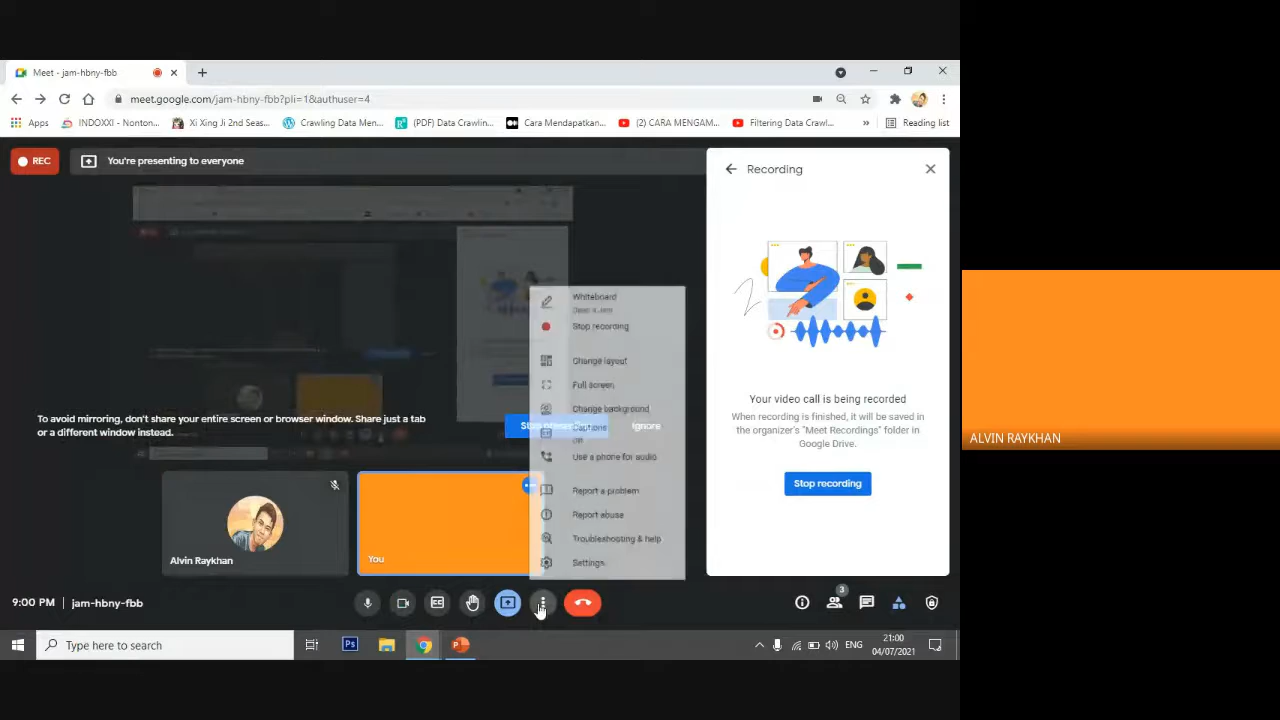 Meet - jam-hbny-fbb
meet.google.com/jam-hbny-fbb?pli=1&authuser=4
Apps
INDOXXI - Nonton...
Xi Xing Ji 2nd Seas...
Crawling Data Men...
(PDF) Data Crawlin...
Cara Mendapatkan...
(2) CARA MENGAM...
Filtering Data Crawl...
»
Reading list
REC
You're presenting to everyone
Recording
Whiteboard
Stop recording
Change layout
Full screen
Change background
Captions
Off
Use a phone for audio
Report a problem
Report abuse
Troubleshooting & help
Settings
To avoid mirroring, don't share your entire screen or browser window. Share just a tab
or a different window instead.
Ignore
Your video call is being recorded
When recording is finished, it will be saved in
the organizer's "Meet Recordings" folder in
Google Drive.
Stop recording
Alvin Raykhan
You
ALVIN RAYKHAN
9:00 PM | jam-hbny-fbb
3
Type here to search
Ps
ENG
21:00
04/07/2021